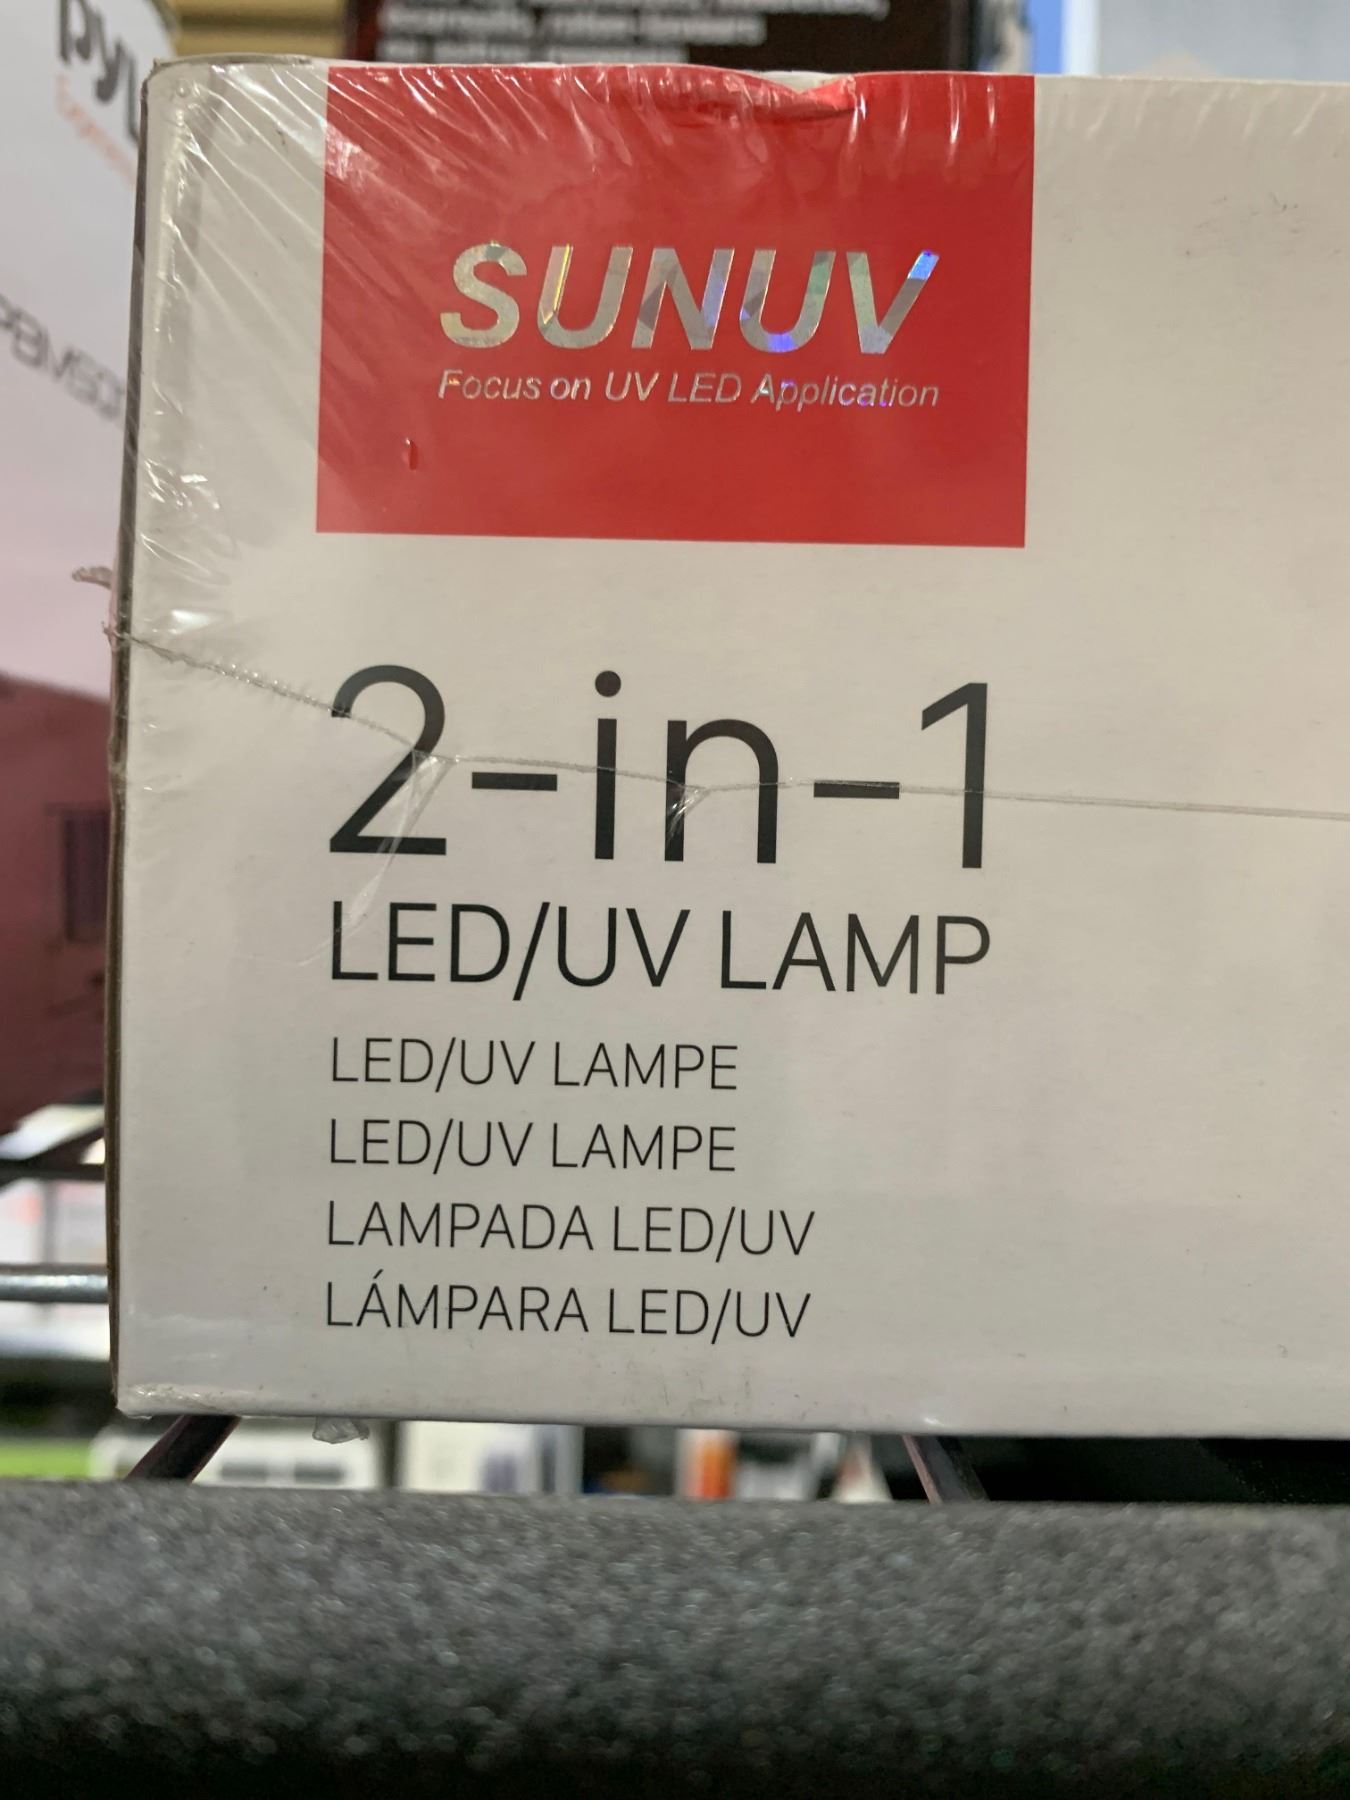 SUNUV
Focus on UV LED Application
2-in-1
LED/UV LAMP
LED/UV LAMPE
LED/UV LAMPE
LAMPADA LED/UV
LÁMPARA LED/UV